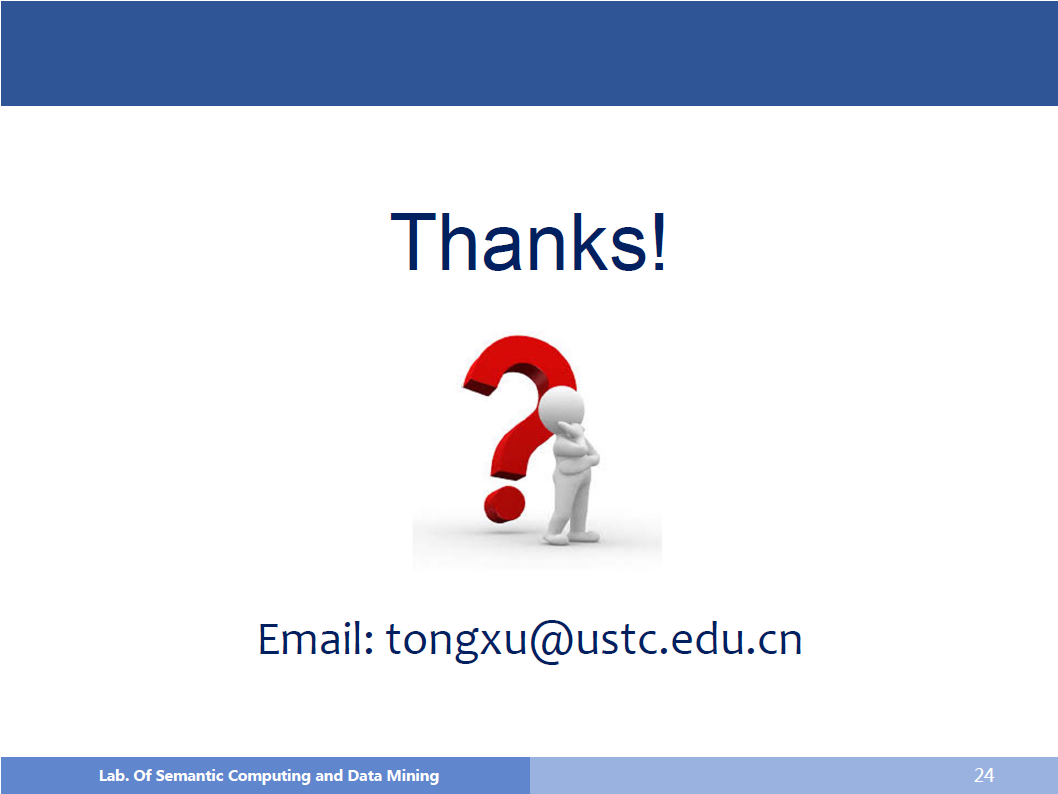 Thanks!
Email: tongxu@ustc.edu.cn
Lab. Of Semantic Computing and Data Mining
24